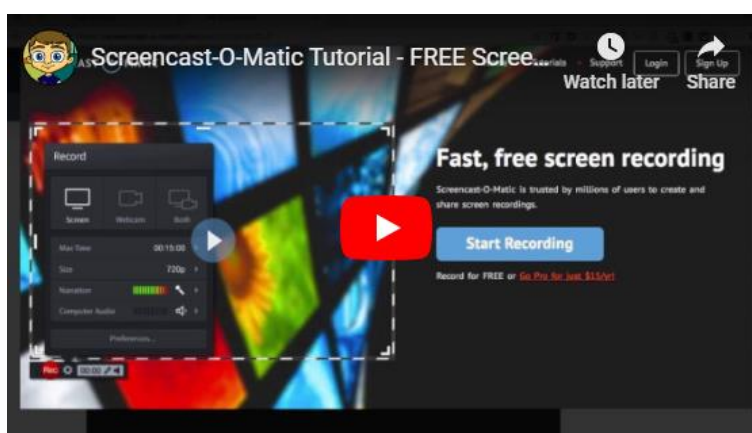 Screencast-O-Matic Tutorial - FREE Scree...
Watch later
Share
Tutorials
Support
Login
Sign Up
Record
Screen
Webcam
Both
Max Time 00:15:00
Size 720p
Narration
Computer Audio
Preferences...
Rec 00:00
Fast, free screen recording
Screencast-O-Matic is trusted by millions of users to create and
share screen recordings.
Start Recording
Record for FREE or Go Pro for just $15/yr!